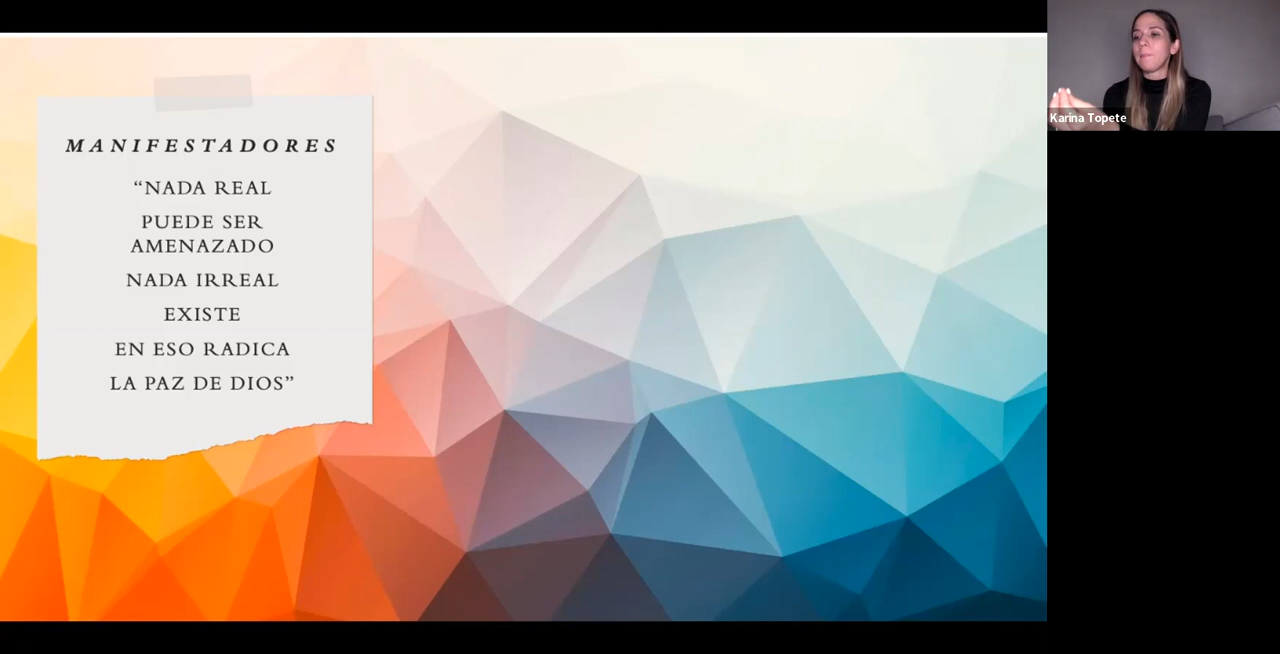 MANIFESTADORES
“NADA REAL
PUEDE SER
AMENAZADO
NADA IRREAL
EXISTE
EN ESO RADICA
LA PAZ DE DIOS”
Karina Topete